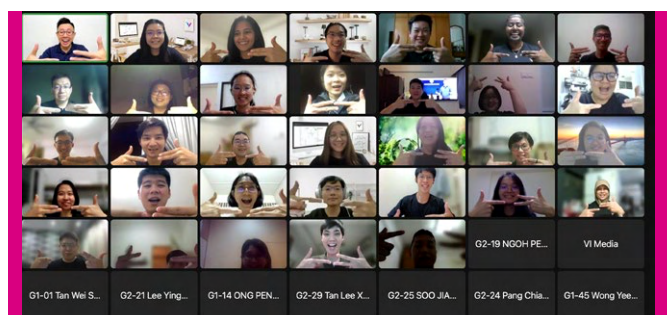 G2-19 NGOH PE...
VI Media
G1-01 Tan Wei S...
G2-21 Lee Ying...
G1-14 ONG PEN...
G2-29 Tan Lee X...
G2-25 SOO JIA...
G2-24 Pang Chia...
G1-45 Wong Yee...